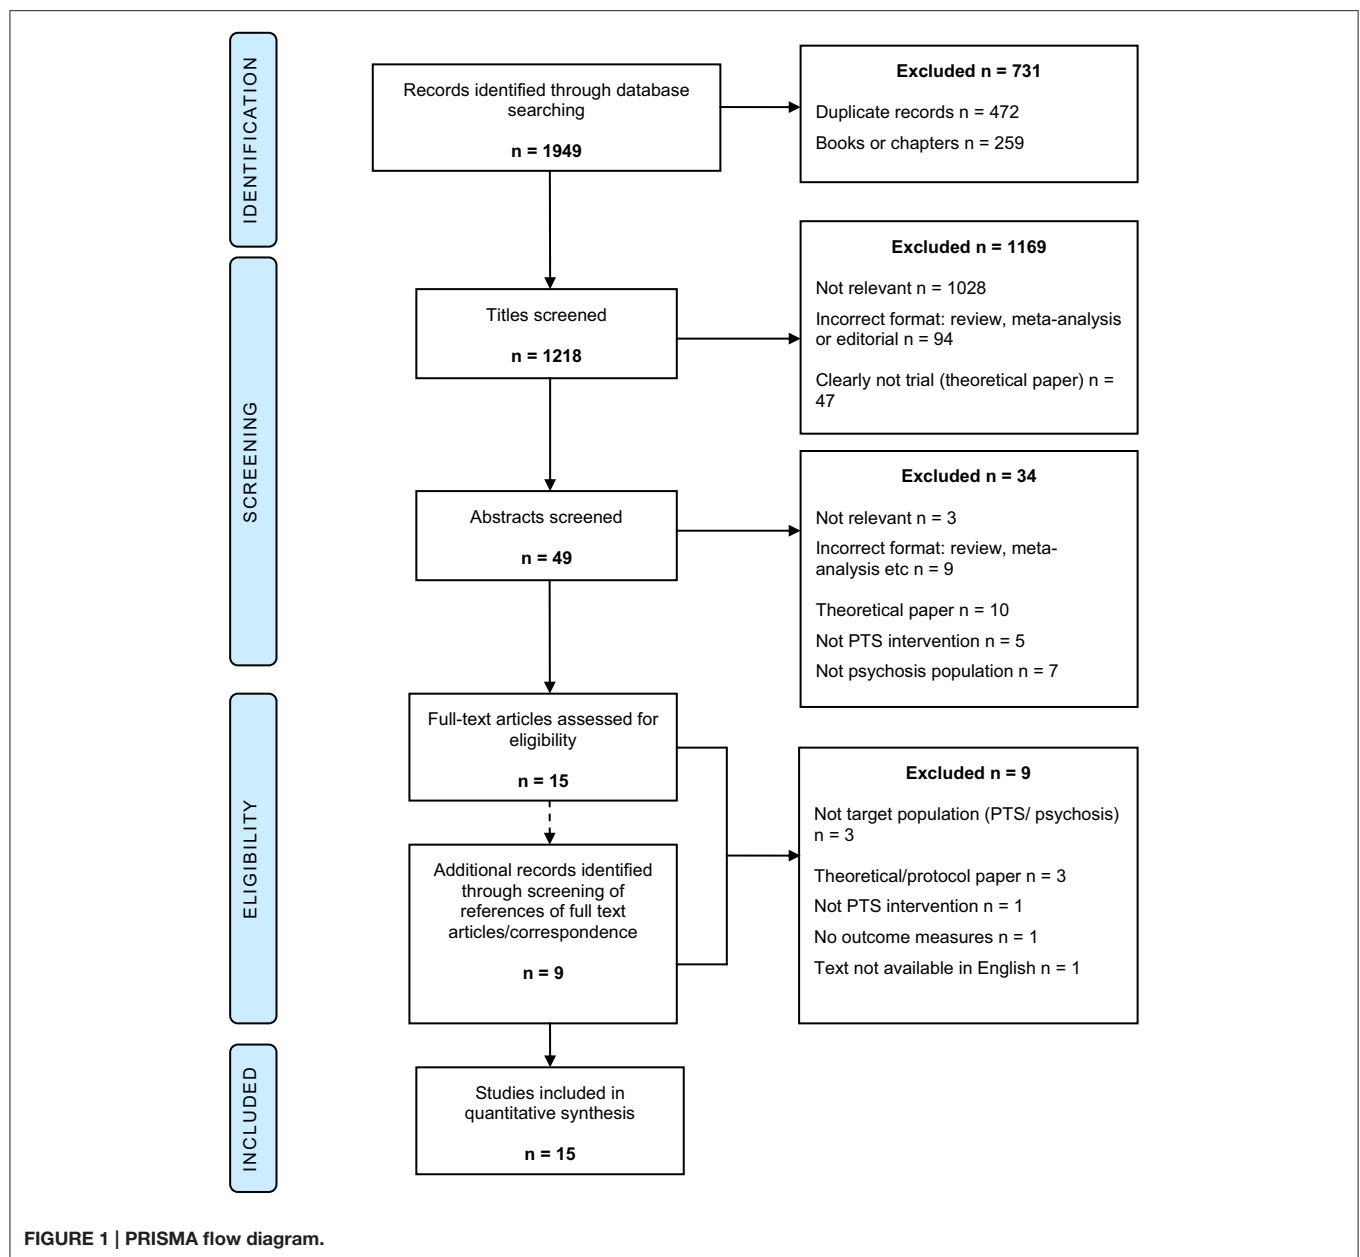 IDENTIFICATION
Records identified through database
searching
n = 1949
Excluded n = 731
Duplicate records n = 472
Books or chapters n = 259
SCREENING
Titles screened
n = 1218
Excluded n = 1169
Not relevant n = 1028
Incorrect format: review, meta-analysis
or editorial n = 94
Clearly not trial (theoretical paper) n =
47
Abstracts screened
n = 49
Excluded n = 34
Not relevant n = 3
Incorrect format: review, meta-
analysis etc n = 9
Theoretical paper n = 10
Not PTS intervention n = 5
Not psychosis population n = 7
ELIGIBILITY
Full-text articles assessed for
eligibility
n = 15
Additional records identified
through screening of
references of full text
articles/correspondence
n = 9
Excluded n = 9
Not target population (PTS/ psychosis)
n = 3
Theoretical/protocol paper n = 3
Not PTS intervention n = 1
No outcome measures n = 1
Text not available in English n = 1
INCLUDED
Studies included in
quantitative synthesis
n = 15
FIGURE 1 | PRISMA flow diagram.